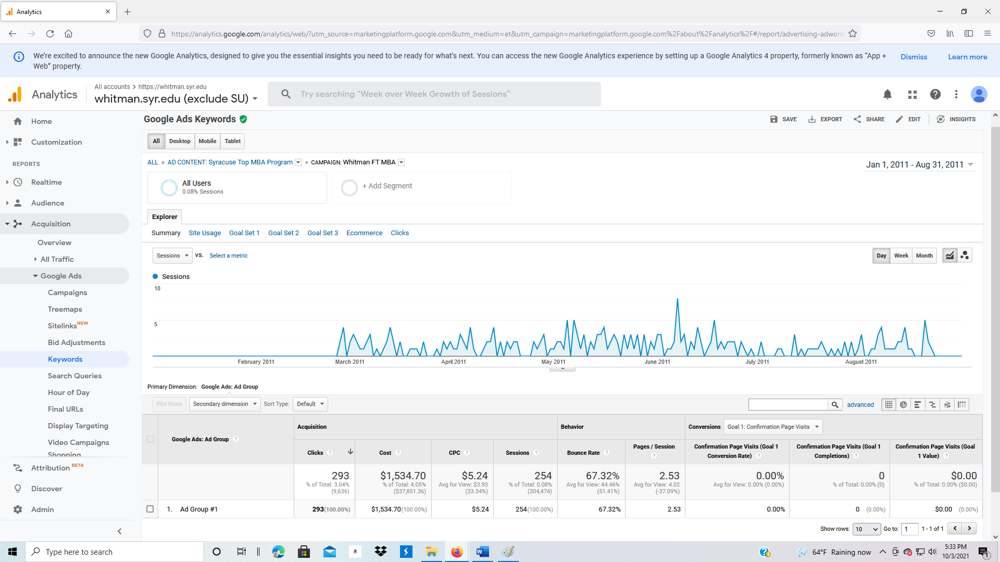 Analytics
https://analytics.google.com/analytics/web/?utm_source=marketingplatform.google.com&utm_medium=et&utm_campaign=marketingplatform.google.com%2Fabout%2Fanalytics%2F#/report/advertising-adword
We're excited to announce the new Google Analytics, designed to give you the essential insights you need to be ready for what's next. You can access the new Google Analytics experience by setting up a Google Analytics 4 property, formerly known as “App +
Web” property.
Dismiss
Learn more
Analytics
All accounts > https://whitman.syr.edu
whitman.syr.edu (exclude SU)
Try searching “Week over Week Growth of Sessions”
Home
Customization
REPORTS
Realtime
Audience
Acquisition
Overview
All Traffic
Google Ads
Campaigns
Treemaps
Sitelinks NEW
Bid Adjustments
Keywords
Search Queries
Hour of Day
Final URLs
Display Targeting
Video Campaigns
Shopping
Attribution BETA
Discover
Admin
Google Ads Keywords
SAVE
EXPORT
SHARE
EDIT
INSIGHTS
All Desktop Mobile Tablet
ALL » AD CONTENT: Syracuse Top MBA Program » CAMPAIGN: Whitman FT MBA
Jan 1, 2011 - Aug 31, 2011
All Users
0.08% Sessions
+ Add Segment
Explorer
Summary Site Usage Goal Set 1 Goal Set 2 Goal Set 3 Ecommerce Clicks
Sessions VS. Select a metric
Day Week Month
Sessions
10
5
February 2011 March 2011 April 2011 May 2011 June 2011 July 2011 August 2011
Primary Dimension: Google Ads: Ad Group
Plot Rows Secondary dimension Sort Type: Default
advanced
Google Ads: Ad Group ?
Acquisition Behavior Conversions Goal 1: Confirmation Page Visits
Clicks ? Cost ? CPC ? Sessions ? Bounce Rate ? Pages / Session ? Confirmation Page Visits (Goal 1 Conversion Rate) ? Confirmation Page Visits (Goal 1 Completions) ? Confirmation Page Visits (Goal 1 Value) ?
293 $1,534.70 $5.24 254 67.32% 2.53 0.00% 0 $0.00
% of Total: 3.04% % of Total: 4.05% Avg for View: $3.93 % of Total: 0.08% Avg for View: 44.46% Avg for View: 4.02 Avg for View: 0.00% (0.00%) % of Total: 0.00% (0) % of Total: 0.00% ($0.00)
(9,636) ($37,851.36) (33.34%) (304,474) (51.41%) (-37.09%)
1. Ad Group #1 293(100.00%) $1,534.70(100.00%) $5.24 254(100.00%) 67.32% 2.53 0.00% 0 (0.00%) $0.00 (0.00%)
Show rows: 10 Go to: 1 1 - 1 of 1
Type here to search
a
64°F Raining now
5:33 PM
10/3/2021
1